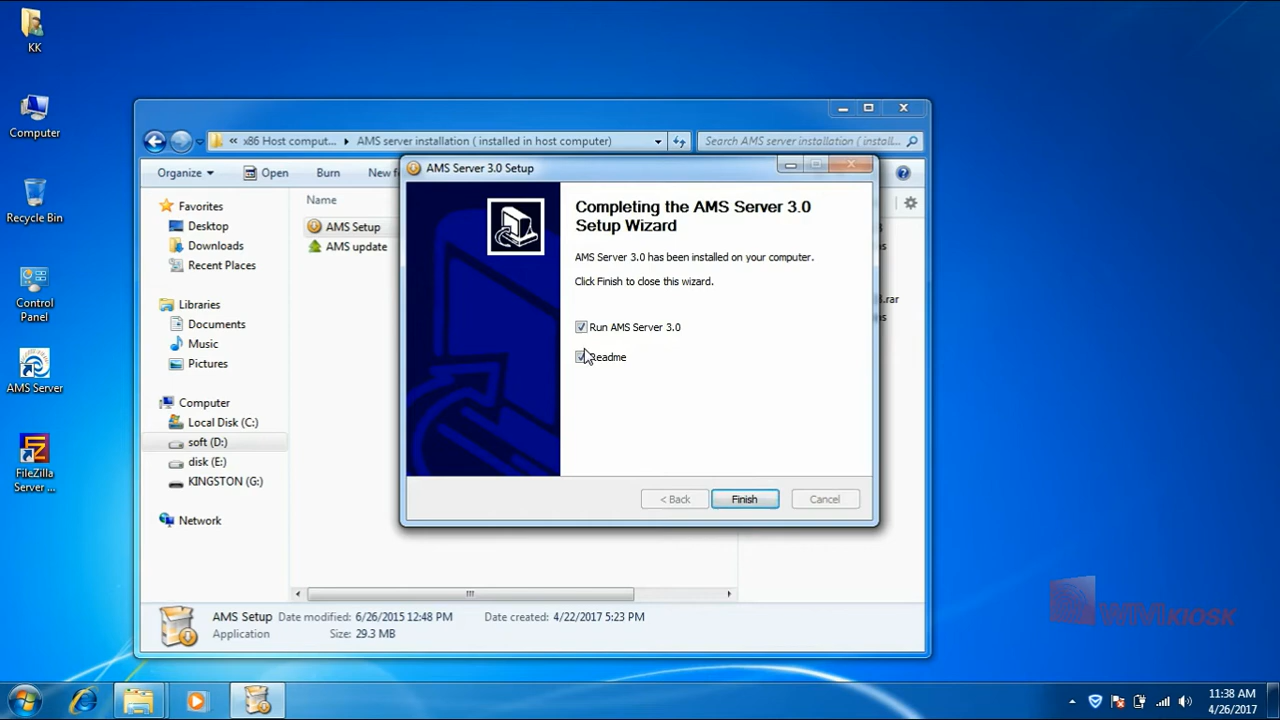 KK
Computer
Recycle Bin
Control
Panel
AMS Server
FileZilla
Server ...
« x86 Host comput... ▸ AMS server installation ( installed in host computer)
Search AMS server installation ( install...
Organize
Open
Burn
New f
Favorites
Desktop
Downloads
Recent Places
Libraries
Documents
Music
Pictures
Computer
Local Disk (C:)
soft (D:)
disk (E:)
KINGSTON (G:)
Network
Name
AMS Setup
AMS update
.rar
AMS Server 3.0 Setup
Completing the AMS Server 3.0
Setup Wizard
AMS Server 3.0 has been installed on your computer.
Click Finish to close this wizard.
Run AMS Server 3.0
Readme
< Back
Finish
Cancel
AMS Setup Date modified: 6/26/2015 12:48 PM Date created: 4/22/2017 5:23 PM
Application Size: 29.3 MB
WIVIKIOSK
11:38 AM
4/26/2017